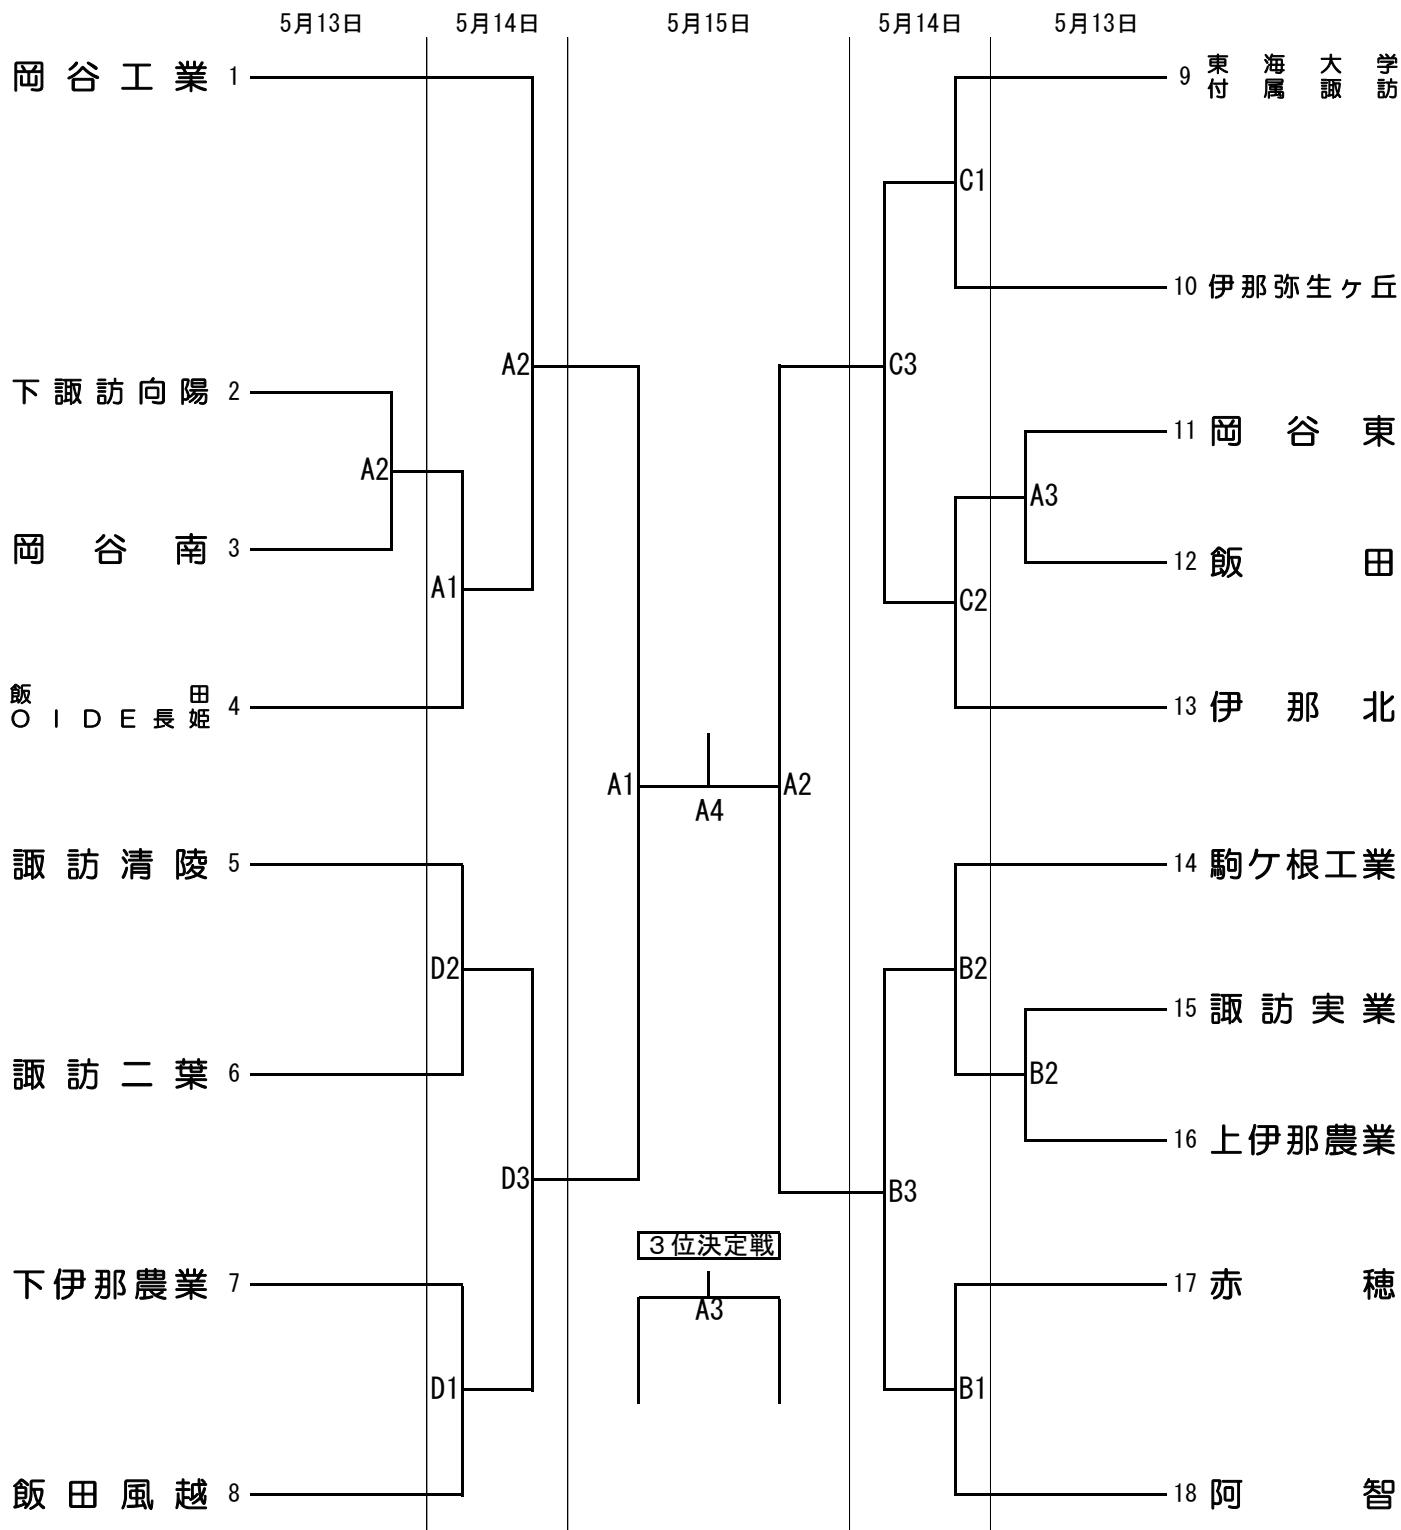 5月13日 5月14日 5月15日 5月14日 5月13日
岡谷工業 1
下諏訪向陽 2
A2
岡谷南 3
A1
飯田
ＯＩＤＥ長姫 4
A2
諏訪清陵 5
D2
諏訪二葉 6
D3
下伊那農業 7
D1
飯田風越 8
A1
A4
A2
３位決定戦
A3
9 東海大学
付属諏訪
C1
10 伊那弥生ヶ丘
C3
11 岡谷東
A3
12 飯田
C2
13 伊那北
14 駒ケ根工業
B2
15 諏訪実業
B2
16 上伊那農業
B3
17 赤穂
B1
18 阿智